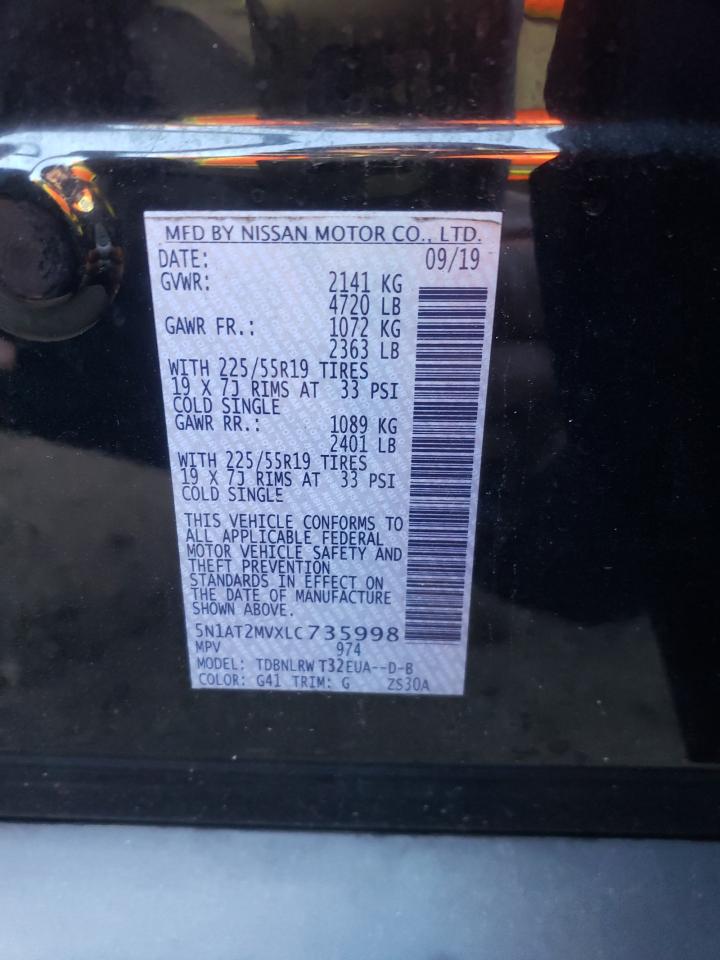 MFD BY NISSAN MOTOR CO., LTD.
DATE: 09/19
GVWR: 2141 KG
4720 LB
GAWR FR.: 1072 KG
2363 LB
WITH 225/55R19 TIRES
19 X 7J RIMS AT 33 PSI
COLD SINGLE
GAWR RR.: 1089 KG
2401 LB
WITH 225/55R19 TIRES
19 X 7J RIMS AT 33 PSI
COLD SINGLE
THIS VEHICLE CONFORMS TO
ALL APPLICABLE FEDERAL
MOTOR VEHICLE SAFETY AND
THEFT PREVENTION
STANDARDS IN EFFECT ON
THE DATE OF MANUFACTURE
SHOWN ABOVE.
5N1AT2MVXLC735998
MPV 974
MODEL: TDBNLRW T32EUA--D-B
COLOR: G41 TRIM: G ZS30A